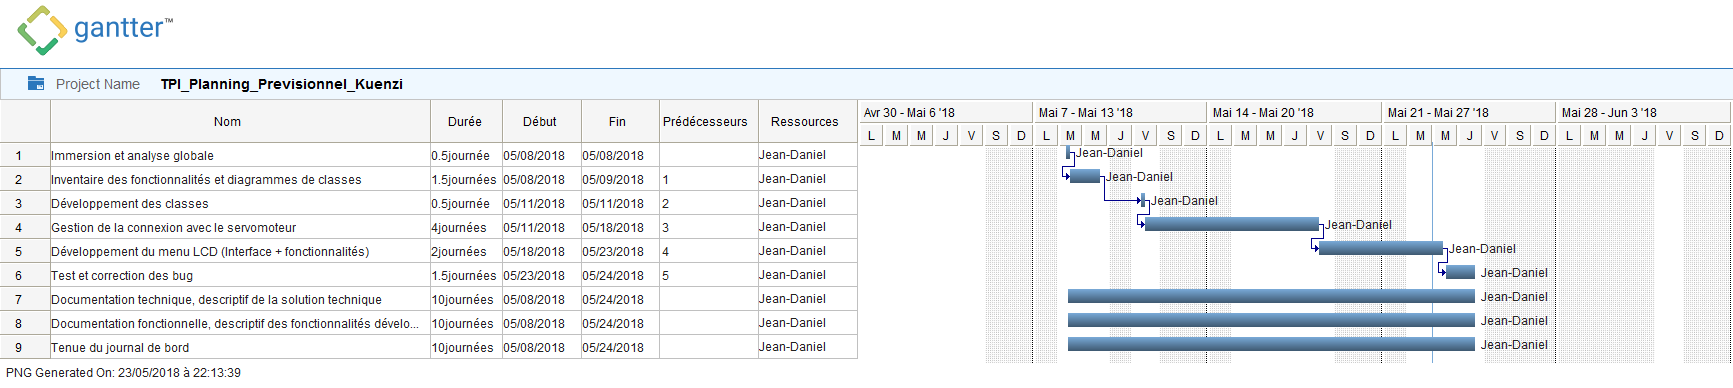 gantter™
Project Name TPI_Planning_Previsionnel_Kuenzi
Nom Durée Début Fin Prédécesseurs Ressources
Avr 30 - Mai 6 '18 Mai 7 - Mai 13 '18 Mai 14 - Mai 20 '18 Mai 21 - Mai 27 '18 Mai 28 - Jun 3 '18
L M M J V S D L M M J V S D L M M J V S D L M M J V S D L M M J V S D
1 Immersion et analyse globale 0.5journée 05/08/2018 05/08/2018 Jean-Daniel Jean-Daniel
2 Inventaire des fonctionnalités et diagrammes de classes 1.5journées 05/08/2018 05/09/2018 1 Jean-Daniel Jean-Daniel
3 Développement des classes 0.5journée 05/11/2018 05/11/2018 2 Jean-Daniel Jean-Daniel
4 Gestion de la connexion avec le servomoteur 4journées 05/11/2018 05/18/2018 3 Jean-Daniel Jean-Daniel
5 Développement du menu LCD (Interface + fonctionnalités) 2journées 05/18/2018 05/23/2018 4 Jean-Daniel Jean-Daniel
6 Test et correction des bug 1.5journées 05/23/2018 05/24/2018 5 Jean-Daniel Jean-Daniel
7 Documentation technique, descriptif de la solution technique 10journées 05/08/2018 05/24/2018 Jean-Daniel Jean-Daniel
8 Documentation fonctionnelle, descriptif des fonctionnalités dévelo... 10journées 05/08/2018 05/24/2018 Jean-Daniel Jean-Daniel
9 Tenue du journal de bord 10journées 05/08/2018 05/24/2018 Jean-Daniel Jean-Daniel
PNG Generated On: 23/05/2018 à 22:13:39